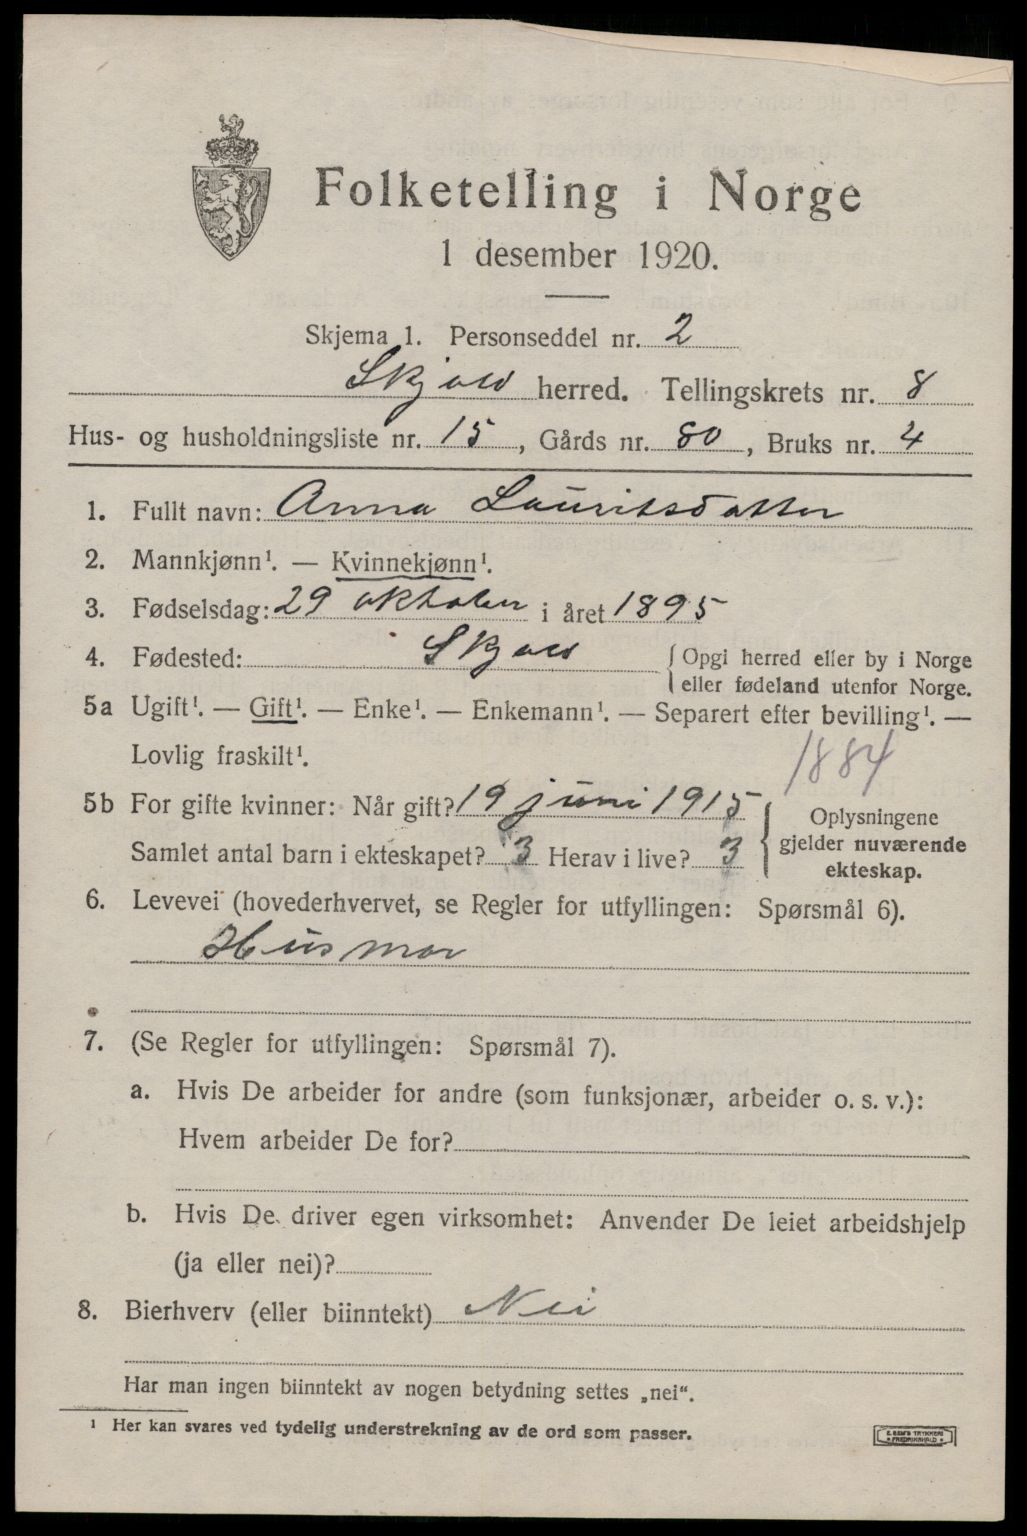 Folketelling i Norge
1 desember 1920.
Skjema 1. Personseddel nr. 2
Skjold herred. Tellingskrets nr. 8
Hus- og husholdningsliste nr. 15, Gårds nr. 80, Bruks nr. 4
1. Fullt navn: Anna Lauritsdatter
2. Mannkjønn¹. — Kvinnekjønn¹.
3. Fødselsdag: 29 oktober i året 1895
4. Fødested: Skjold { Opgi herred eller by i Norge
eller fødeland utenfor Norge.
5a Ugift¹. — Gift¹. — Enke¹. — Enkemann¹. — Separert efter bevilling¹. —
Lovlig fraskilt¹.
1884
5b For gifte kvinner: Når gift? 19 juni 1915
Samlet antal barn i ekteskapet? 3 Herav i live? 3
{ Oplysningene
gjelder nuværende
ekteskap.
6. Levevei (hovederhvervet, se Regler for utfyllingen: Spørsmål 6).
Husmor
7. (Se Regler for utfyllingen: Spørsmål 7).
a. Hvis De arbeider for andre (som funksjonær, arbeider o. s. v.):
Hvem arbeider De for?
b. Hvis De driver egen virksomhet: Anvender De leiet arbeidshjelp
(ja eller nei)?
8. Bierhverv (eller biinntekt) Nei
Har man ingen biinntekt av nogen betydning settes „nei".
¹ Her kan svares ved tydelig understrekning av de ord som passer.
E. SEM'S TRYKKERI
FREDRIKSHALD